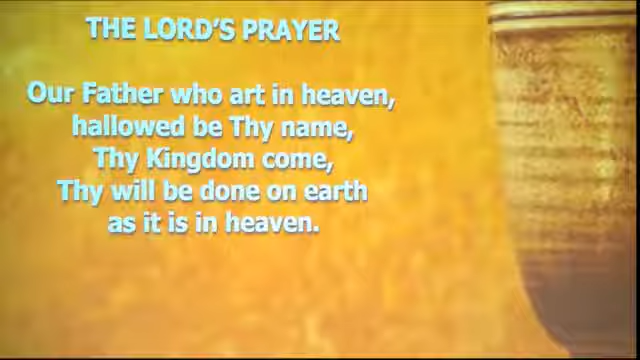 THE LORD'S PRAYER
Our Father who art in heaven,
hallowed be Thy name,
Thy Kingdom come,
Thy will be done on earth
as it is in heaven.